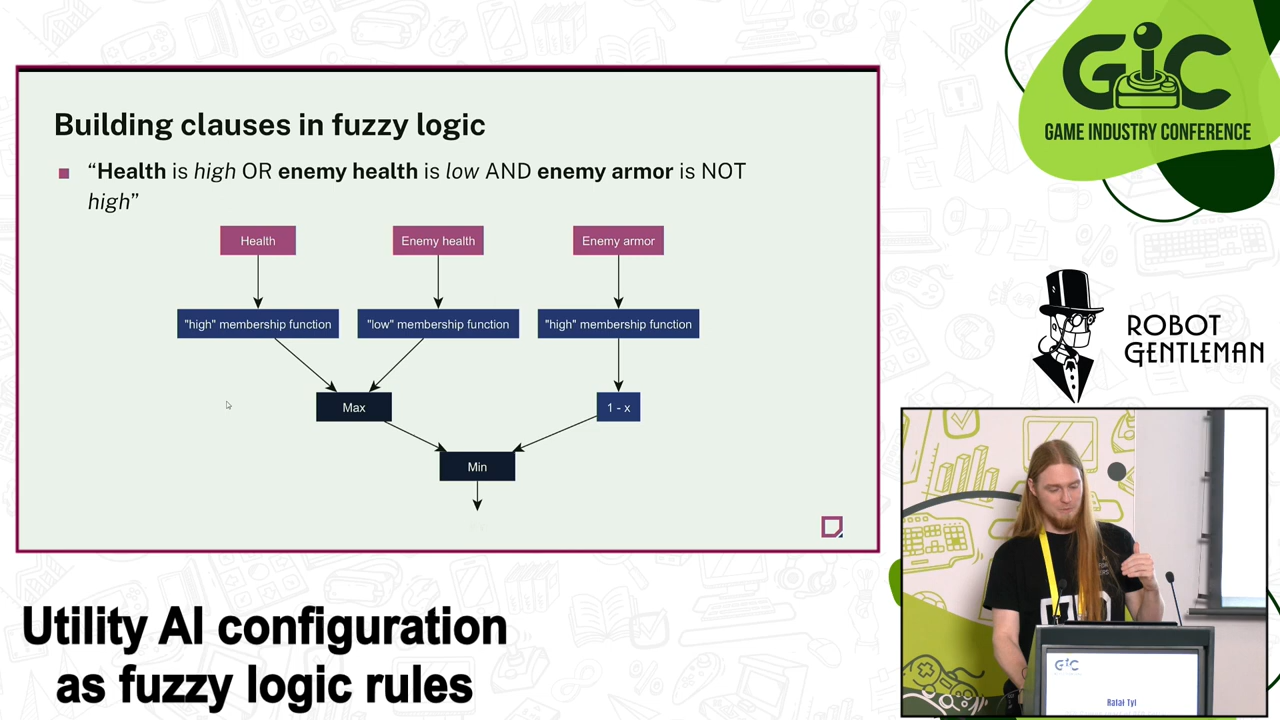 Building clauses in fuzzy logic
“Health is high OR enemy health is low AND enemy armor is NOT
high”
Health
Enemy health
Enemy armor
"high" membership function
"low" membership function
"high" membership function
Max
1 - x
Min
GIC
GAME INDUSTRY CONFERENCE
ROBOT
GENTLEMAN
GIC
Rafał Tyl
Utility AI configuration
as fuzzy logic rules